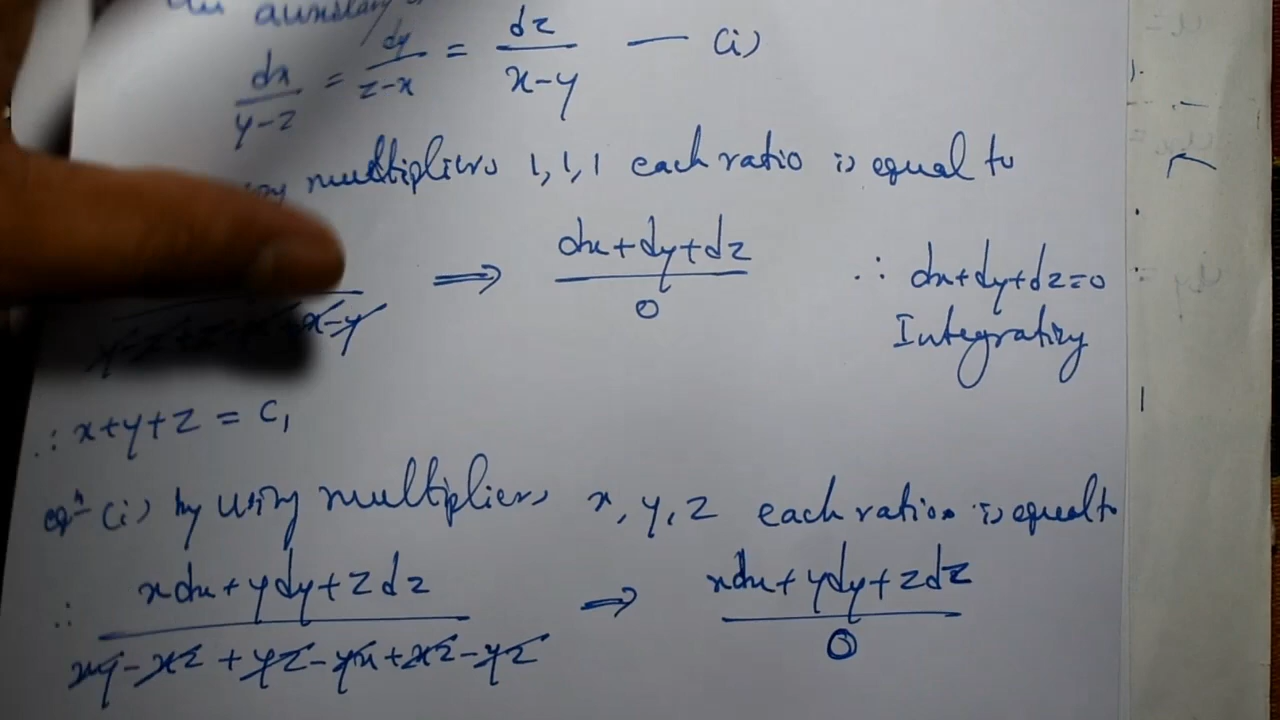 auxiliary
dx/y-z = dy/z-x = dz/x-y — (i)
multipliers 1, 1, 1 each ratio is equal to
x-y ⟹ dx+dy+dz/0 ∴ dx+dy+dz=0
Integrating
∴ x+y+z = c₁
eqⁿ (i) by using multipliers x, y, z each ratio is equal to
∴ xdx+ydy+zdz/xy-xz+yz-yx+xz-yz ⟹ xdx+ydy+zdz/0